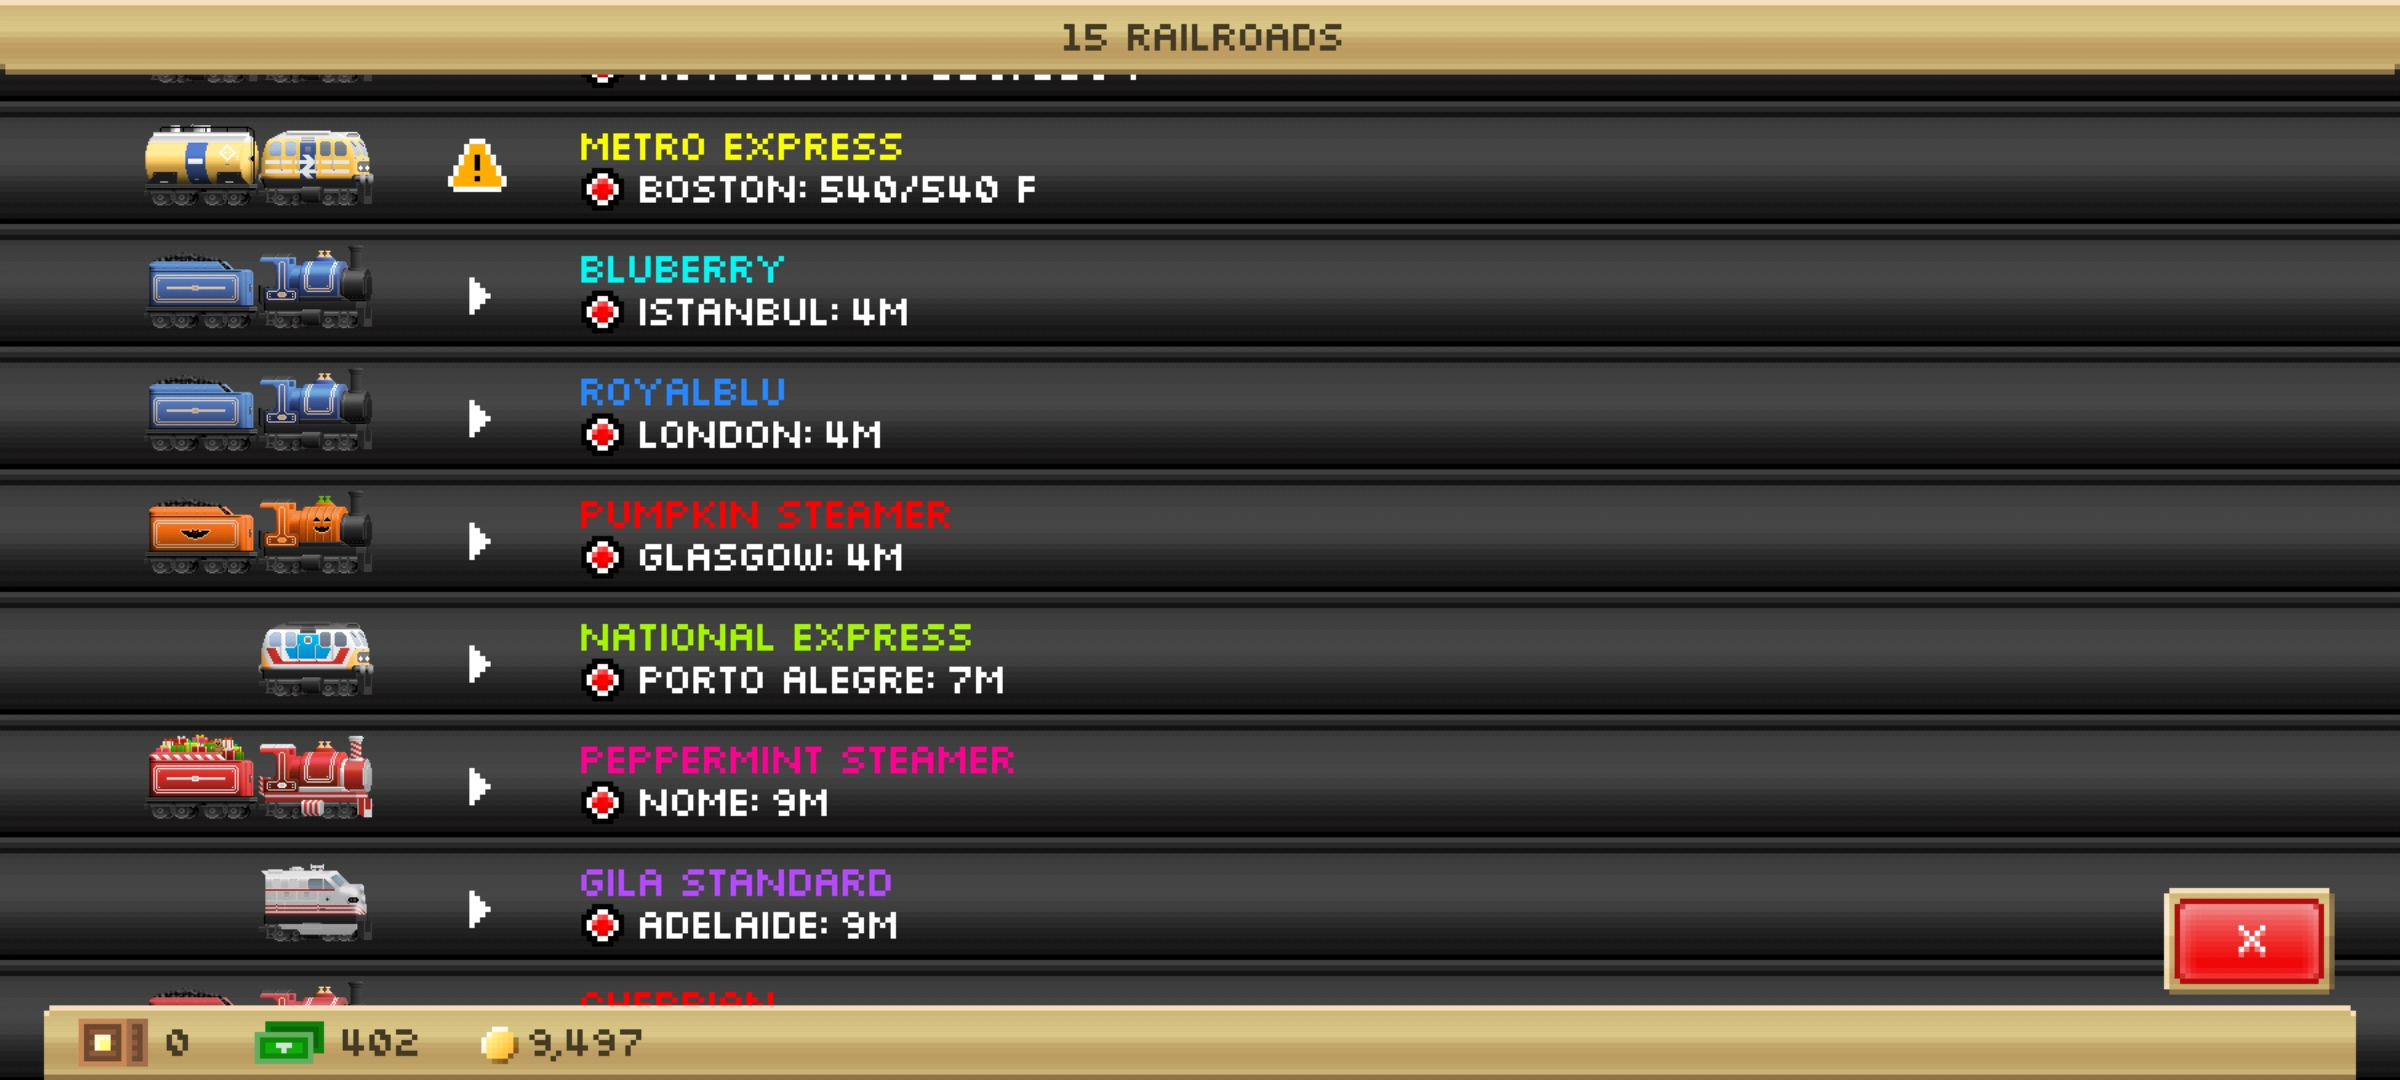 15 RAILROADS
METRO EXPRESS
BOSTON: 540/540 F
BLUBERRY
ISTANBUL: 4M
ROYALBLU
LONDON: 4M
PUMPKIN STEAMER
GLASGOW: 4M
NATIONAL EXPRESS
PORTO ALEGRE: 7M
PEPPERMINT STEAMER
NOME: 9M
GILA STANDARD
ADELAIDE: 9M
X
0 402 9,497